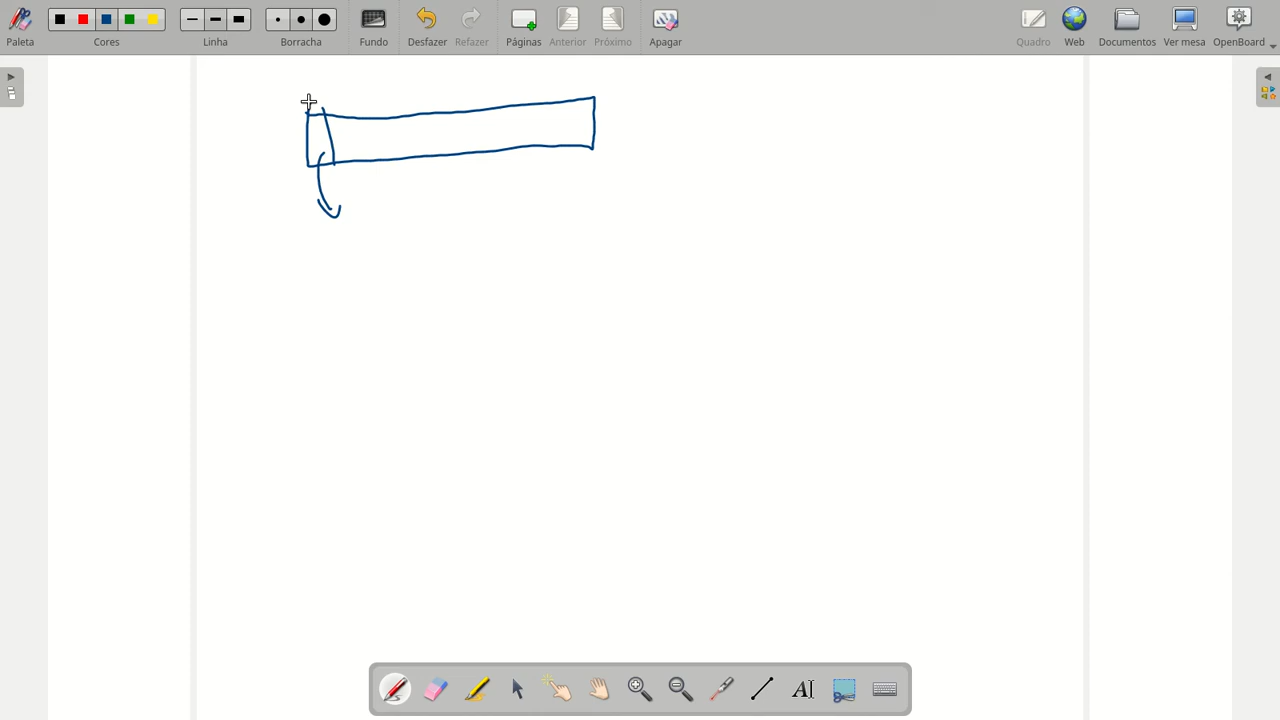 Paleta Cores Linha Borracha Fundo Desfazer Refazer Páginas Anterior Próximo Apagar Quadro Web Documentos Ver mesa OpenBoard
A